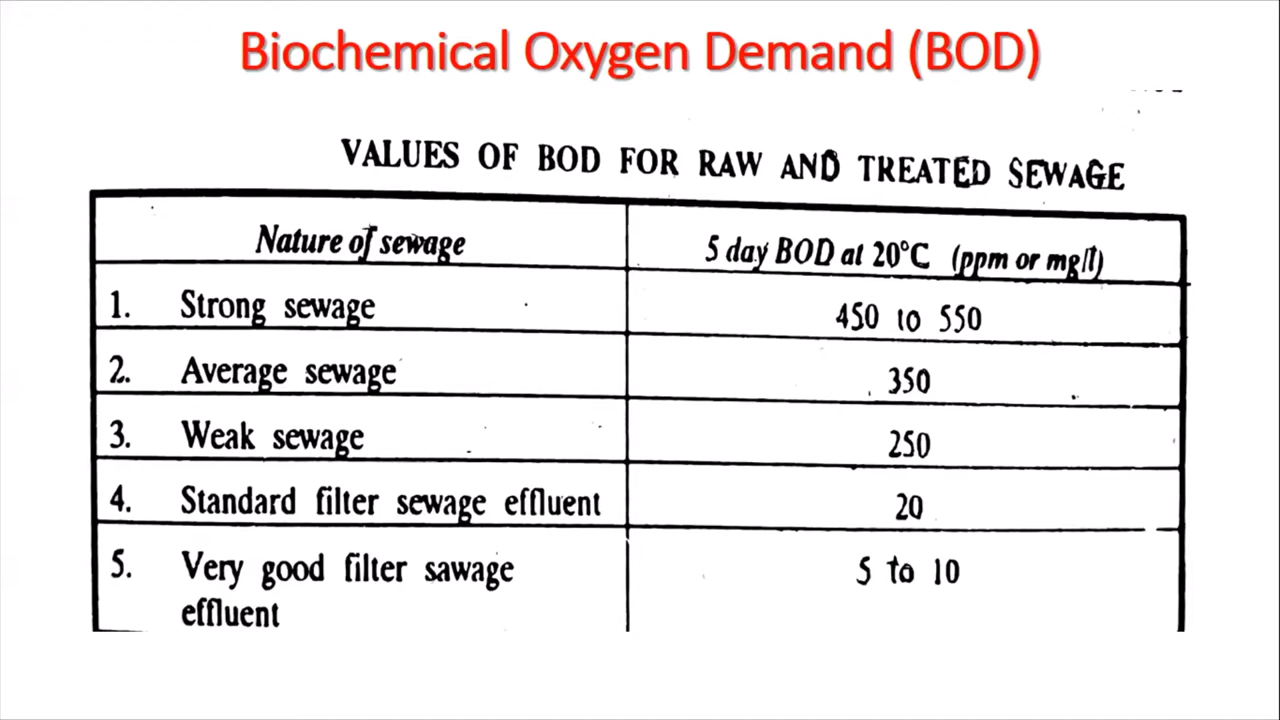 Biochemical Oxygen Demand (BOD)
VALUES OF BOD FOR RAW AND TREATED SEWAGE
Nature of sewage 5 day BOD at 20°C (ppm or mg/l)
1. Strong sewage 450 to 550
2. Average sewage 350
3. Weak sewage 250
4. Standard filter sewage effluent 20
5. Very good filter sawage 5 to 10
effluent